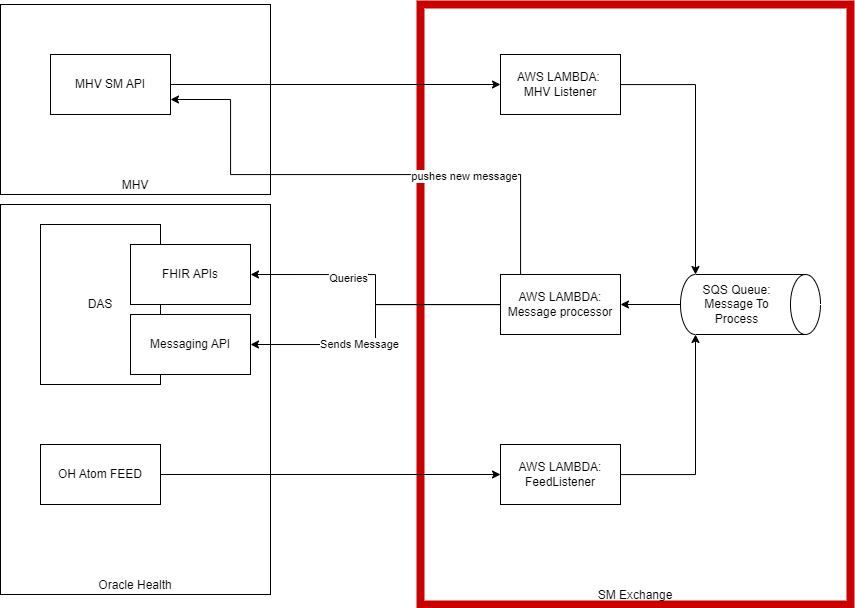 MHV SM API
MHV
AWS LAMBDA:
MHV Listener
pushes new message
DAS
FHIR APIs
Messaging API
Queries
Sends Message
AWS LAMBDA:
Message processor
SQS Queue:
Message To
Process
OH Atom FEED
AWS LAMBDA:
FeedListener
Oracle Health
SM Exchange